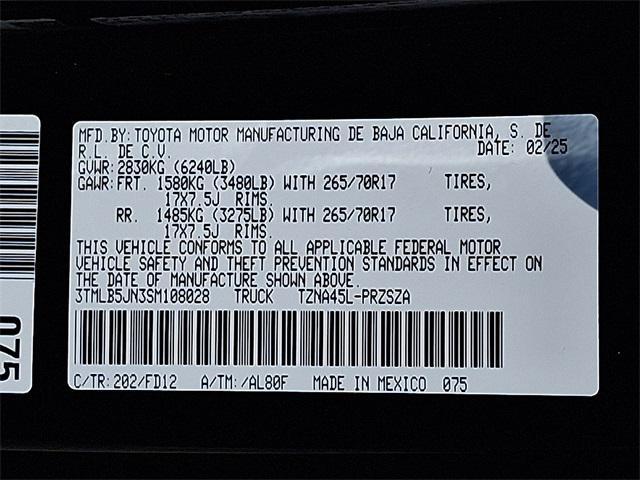 MFD.BY:TOYOTA MOTOR MANUFACTURING DE BAJA CALIFORNIA, S. DE
R.L. DE C.V. DATE: 02/25
GVWR:2830KG (6240LB)
GAWR:FRT. 1580KG (3480LB) WITH 265/70R17 TIRES,
17X7.5J RIMS.
RR. 1485KG (3275LB) WITH 265/70R17 TIRES,
17X7.5J RIMS.
THIS VEHICLE CONFORMS TO ALL APPLICABLE FEDERAL MOTOR
VEHICLE SAFETY AND THEFT PREVENTION STANDARDS IN EFFECT ON
THE DATE OF MANUFACTURE SHOWN ABOVE.
3TMLB5JN3SM108028 TRUCK TZNA45L-PRZSZA
C/TR:202/FD12 A/TM:/AL80F MADE IN MEXICO 075
075